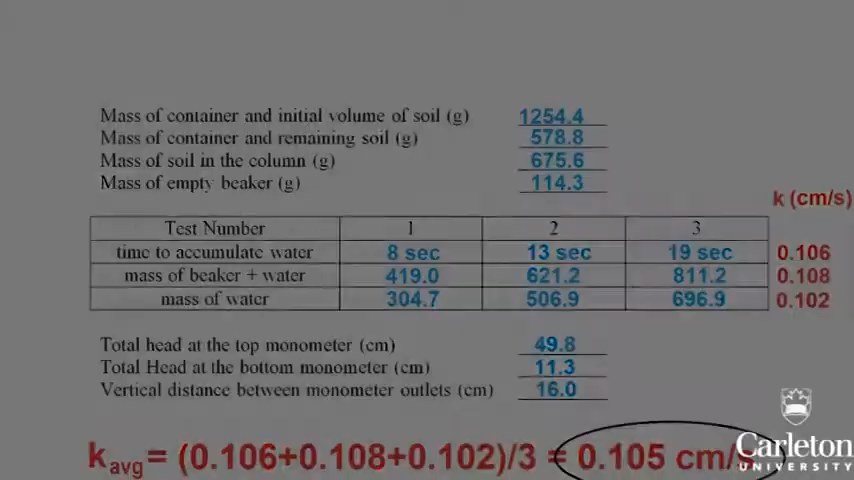 Mass of container and initial volume of soil (g) 1254.4
Mass of container and remaining soil (g) 578.8
Mass of soil in the column (g) 675.6
Mass of empty beaker (g) 114.3
k (cm/s)
Test Number 1 2 3
time to accumulate water 8 sec 13 sec 19 sec 0.106
mass of beaker + water 419.0 621.2 811.2 0.108
mass of water 304.7 506.9 696.9 0.102
Total head at the top monometer (cm) 49.8
Total Head at the bottom monometer (cm) 11.3
Vertical distance between monometer outlets (cm) 16.0
kavg = (0.106+0.108+0.102)/3 = 0.105 cm/s
Carleton
UNIVERSITY